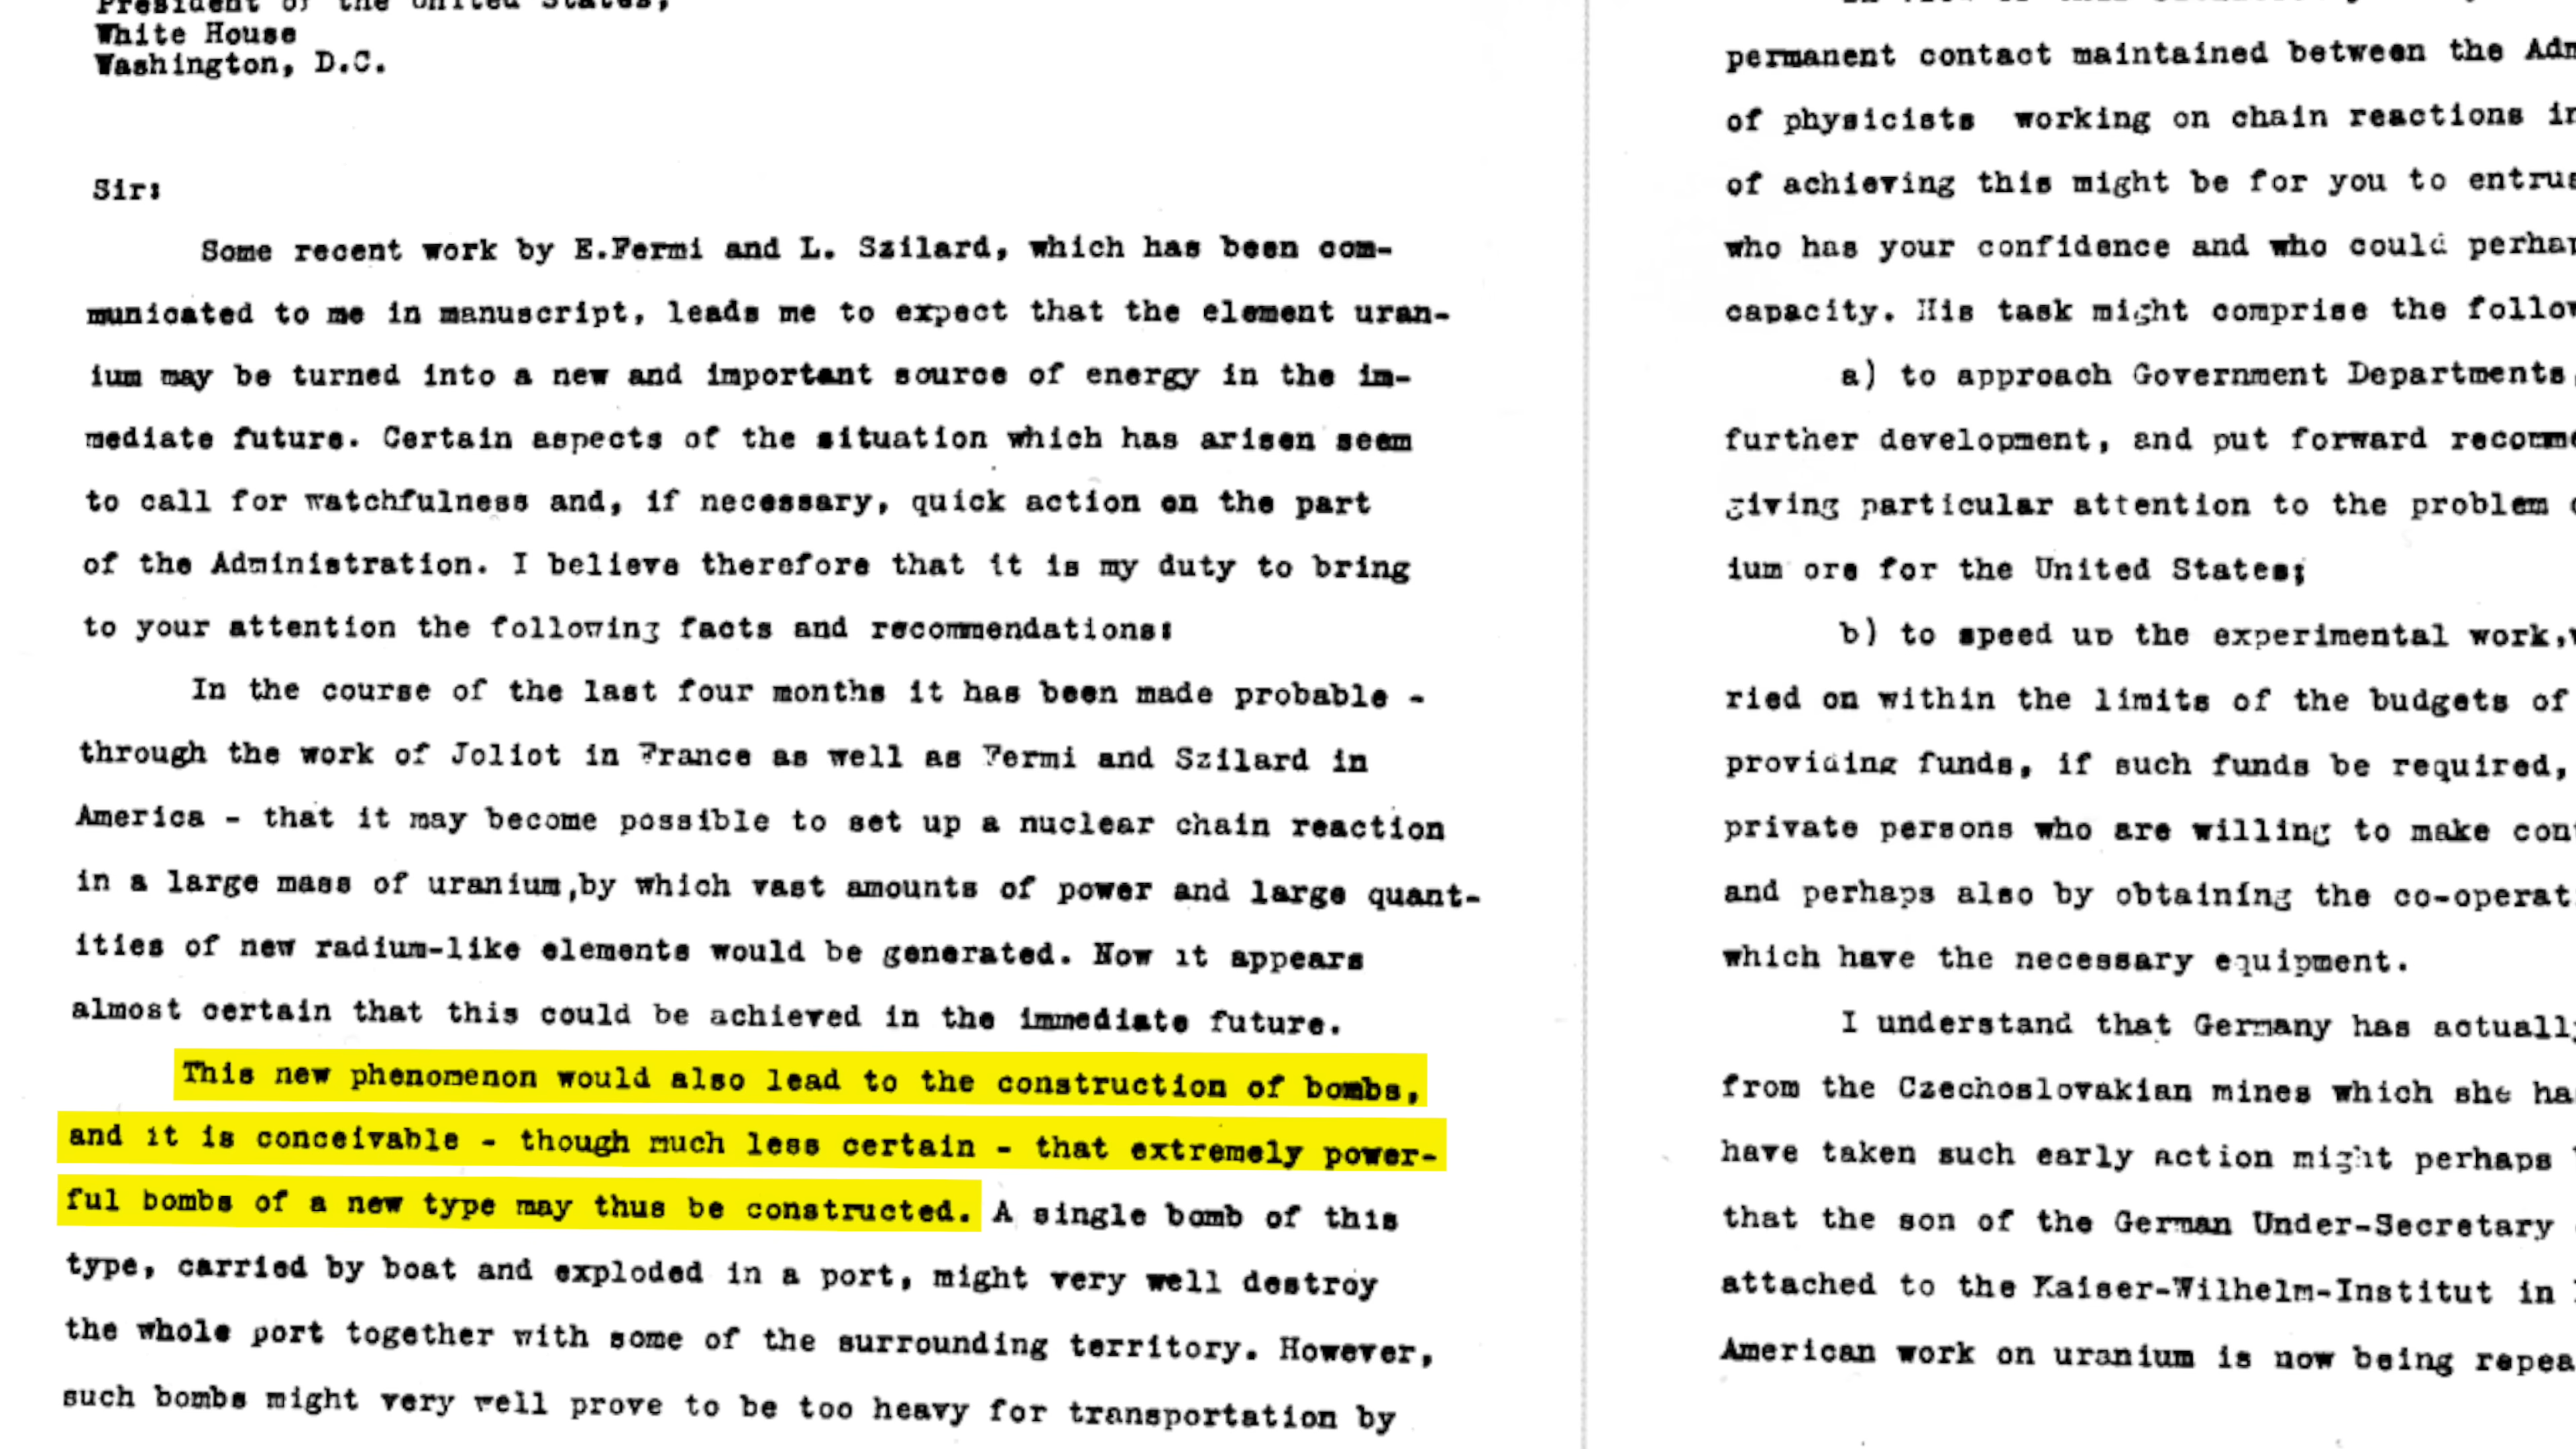 President of the United States,
White House
Washington, D.C.
Sir:
Some recent work by E.Fermi and L. Szilard, which has been com-
municated to me in manuscript, leads me to expect that the element uran-
ium may be turned into a new and important source of energy in the im-
mediate future. Certain aspects of the situation which has arisen seem
to call for watchfulness and, if necessary, quick action on the part
of the Administration. I believe therefore that it is my duty to bring
to your attention the following facts and recommendations:
In the course of the last four months it has been made probable -
through the work of Joliot in France as well as Fermi and Szilard in
America - that it may become possible to set up a nuclear chain reaction
in a large mass of uranium,by which vast amounts of power and large quant-
ities of new radium-like elements would be generated. Now it appears
almost certain that this could be achieved in the immediate future.
This new phenomenon would also lead to the construction of bombs,
and it is conceivable - though much less certain - that extremely power-
ful bombs of a new type may thus be constructed. A single bomb of this
type, carried by boat and exploded in a port, might very well destroy
the whole port together with some of the surrounding territory. However,
such bombs might very well prove to be too heavy for transportation by
permanent contact maintained between the
of physicists working on chain reactions
of achieving this might be for you to
who has your confidence and who could
capacity. His task might comprise the
a) to approach Government Departments
further development, and put forward
giving particular attention to the problem
ium ore for the United States;
b) to speed up the experimental work,
ried on within the limits of the budgets of
providing funds, if such funds be required,
private persons who are willing to make
and perhaps also by obtaining the
which have the necessary equipment.
I understand that Germany has
from the Czechoslovakian mines which she
have taken such early action might perhaps
that the son of the German Under-Secretary
attached to the Kaiser-Wilhelm-Institut in
American work on uranium is now being